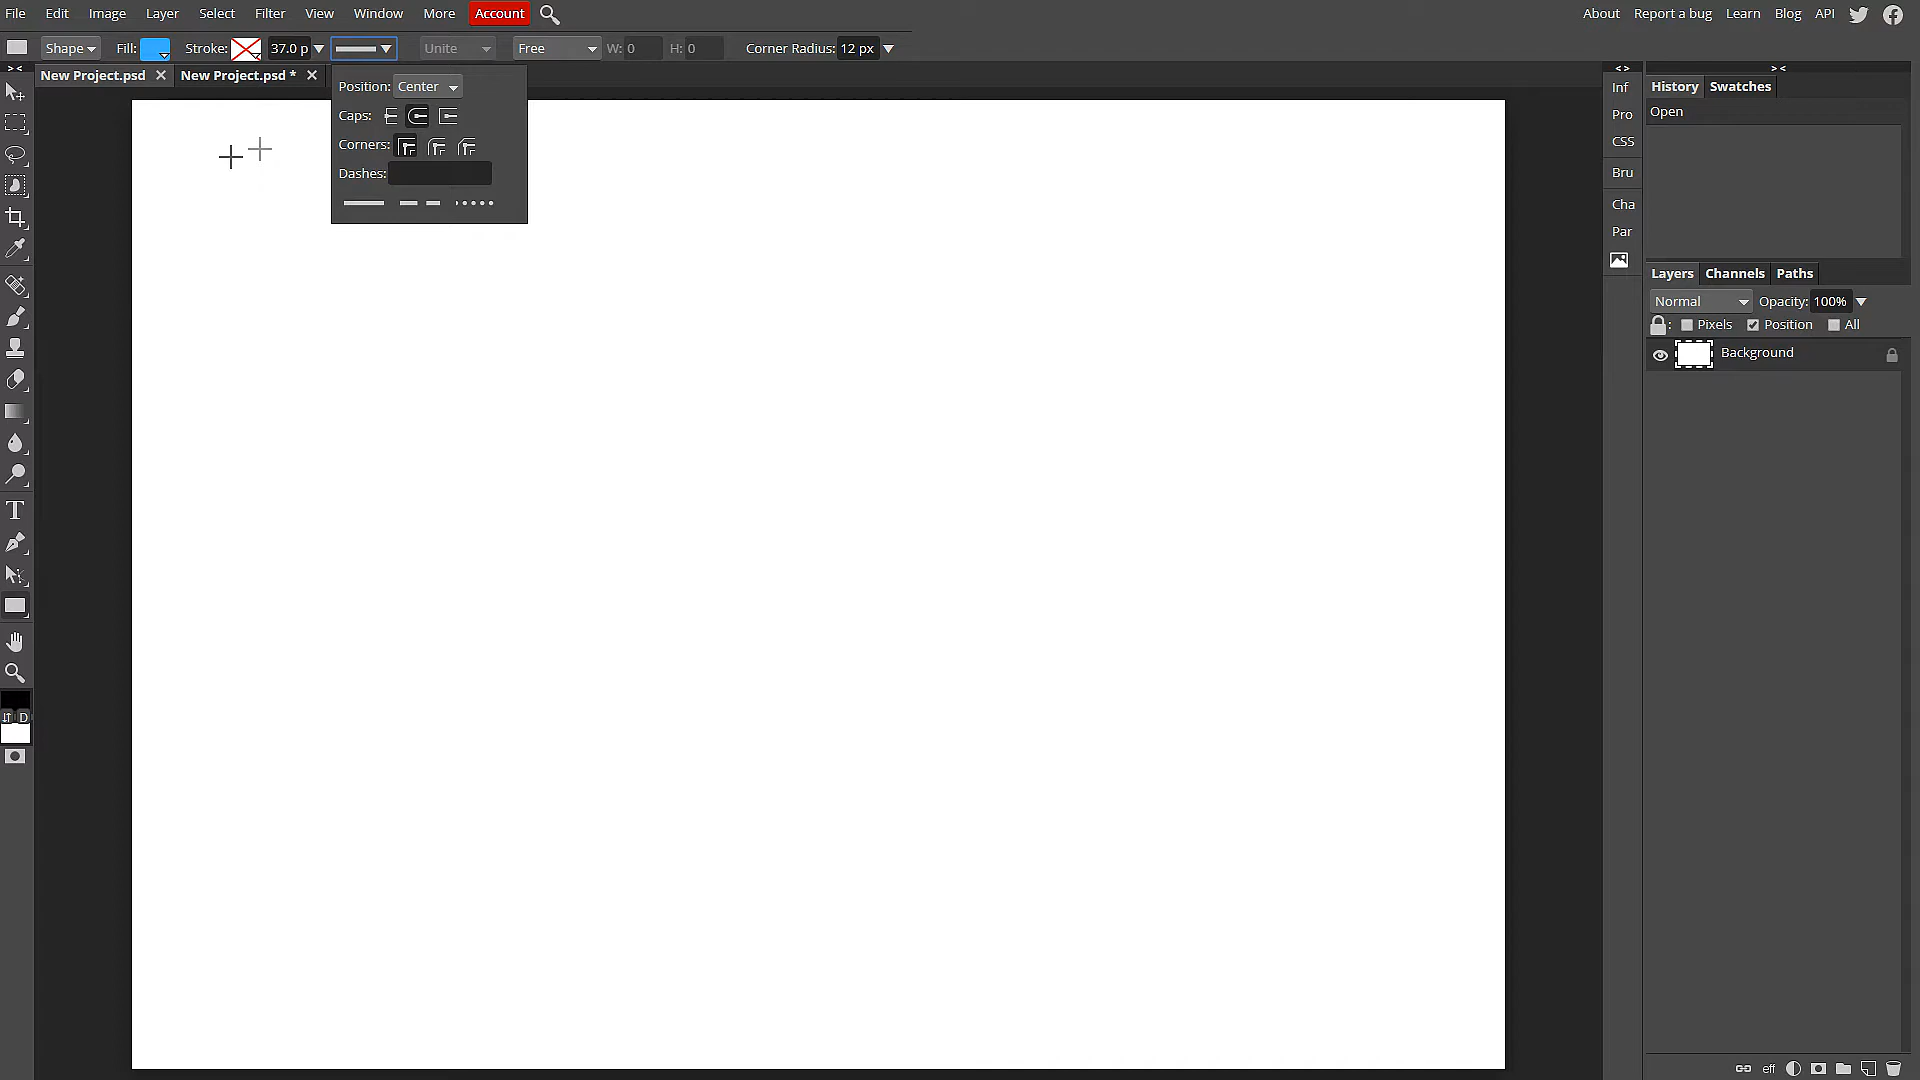 File Edit Image Layer Select Filter View Window More Account About Report a bug Learn Blog API
Shape Fill: Stroke: 37.0 p Unite Free W: 0 H: 0 Corner Radius: 12 px
> < New Project.psd New Project.psd * < > > <
Position: Center
Caps:
Corners:
Dashes:
Inf
Pro
CSS
Bru
Cha
Par
History Swatches
Open
Layers Channels Paths
Normal Opacity: 100%
: Pixels Position All
Background
T
D
eff